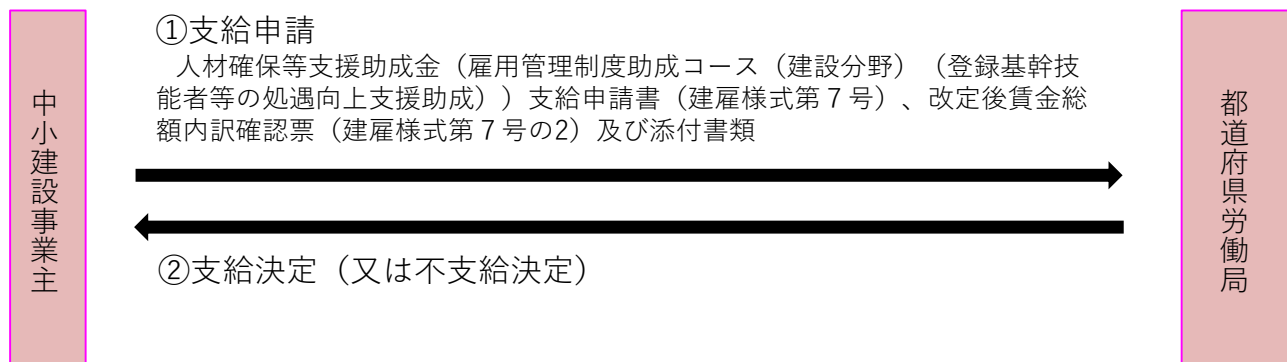 中小建設事業主
①支給申請
人材確保等支援助成金（雇用管理制度助成コース（建設分野）（登録基幹技
能者等の処遇向上支援助成））支給申請書（建雇様式第７号）、改定後賃金総
額内訳確認票（建雇様式第７号の2）及び添付書類
②支給決定（又は不支給決定）
都道府県労働局